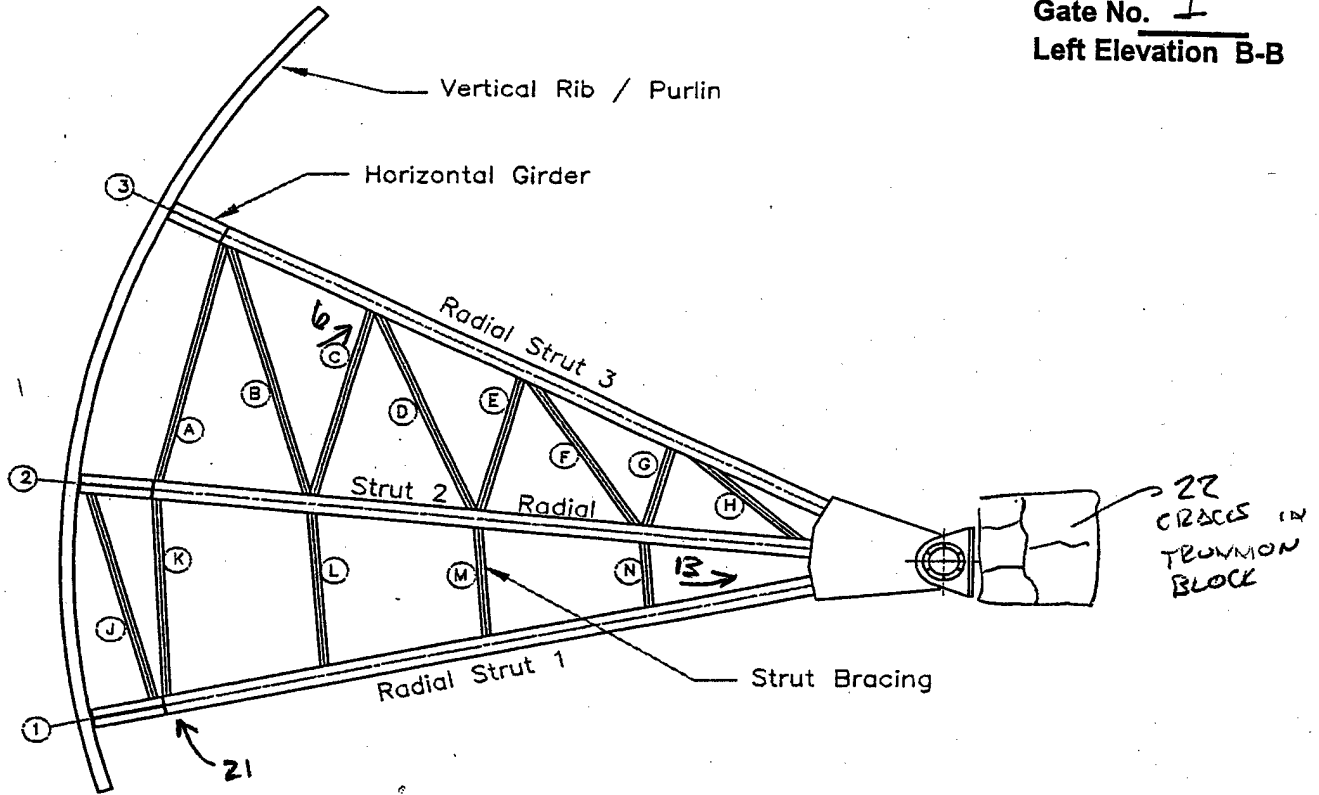 Gate No. 1
Left Elevation B-B
Vertical Rib / Purlin
Horizontal Girder
3
Radial Strut 3
6
C
B
E
D
A
F
G
2
Strut 2
Radial
H
22
CRACKS IN
TRUNNION
BLOCK
K
L
M
N
13
J
Radial Strut 1
Strut Bracing
1
21